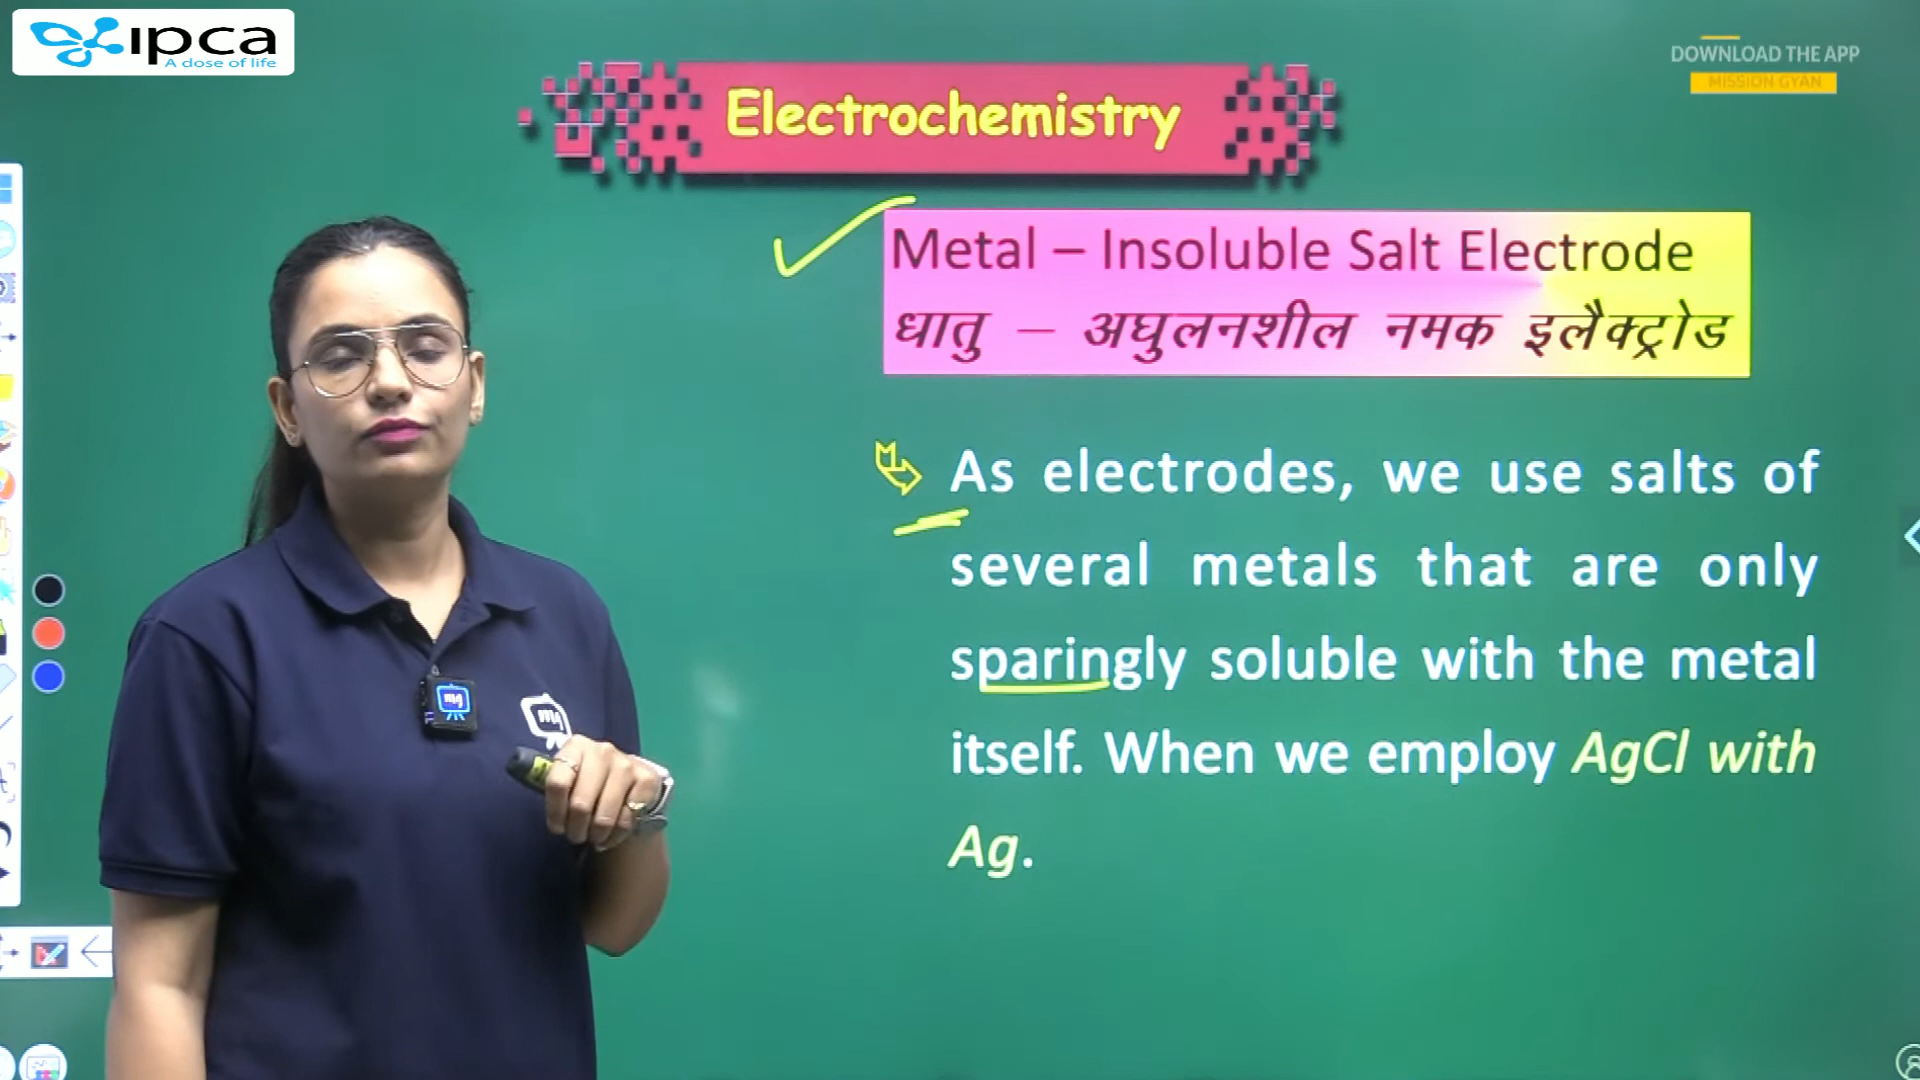 ipca
A dose of life
DOWNLOAD THE APP
MISSION GYAN
Electrochemistry
Metal – Insoluble Salt Electrode
धातु – अघुलनशील नमक इलैक्ट्रोड
As electrodes, we use salts of
several metals that are only
sparingly soluble with the metal
itself. When we employ AgCl with
Ag.